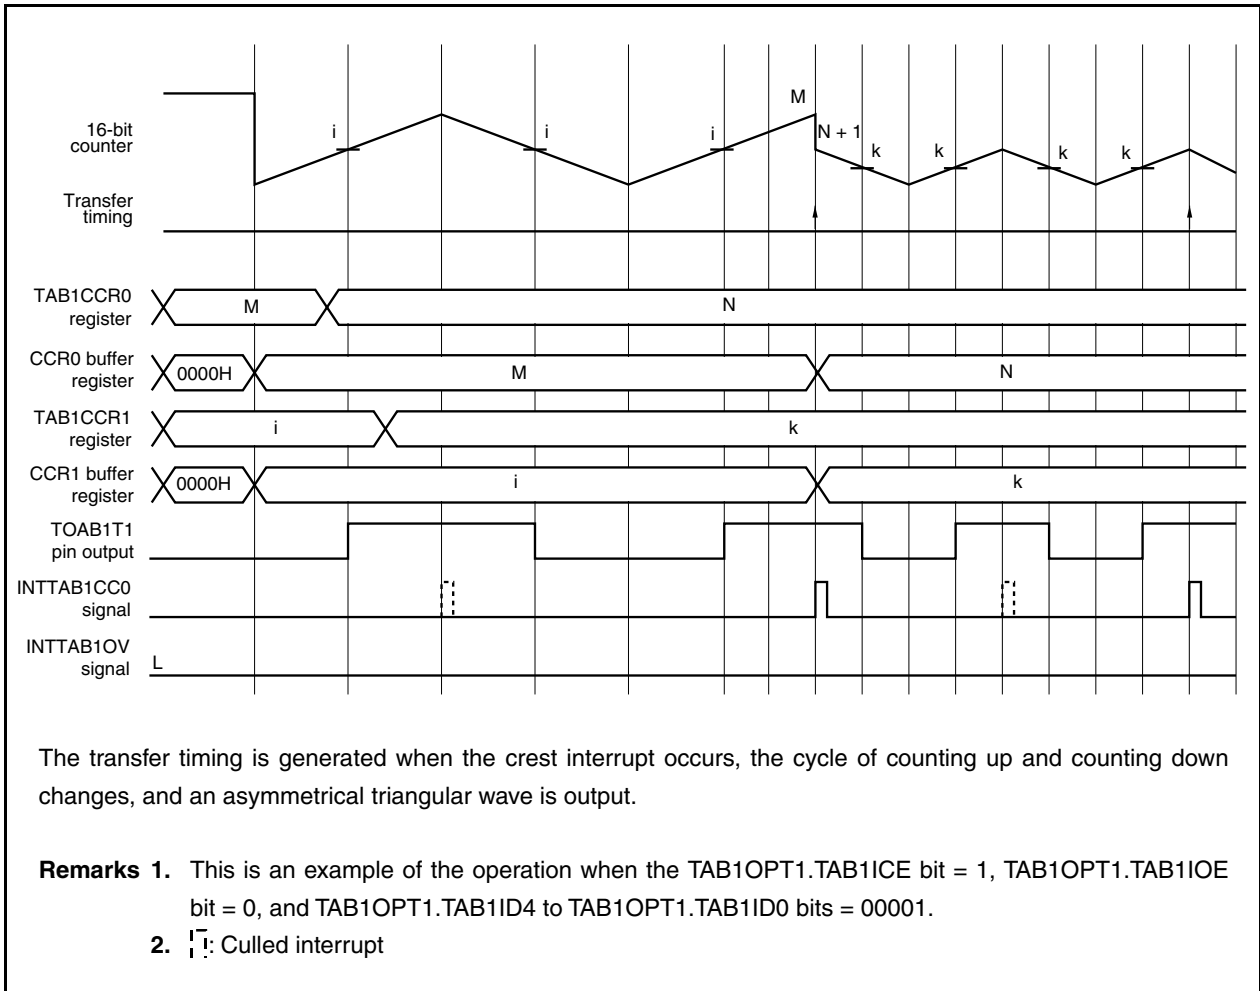 M
16-bit
counter
i
i
i
N + 1
k
k
k
k
Transfer
timing
TAB1CCR0
register
M
N
CCR0 buffer
register
0000H
M
N
TAB1CCR1
register
i
k
CCR1 buffer
register
0000H
i
k
TOAB1T1
pin output
INTTAB1CC0
signal
INTTAB1OV
signal
L
The transfer timing is generated when the crest interrupt occurs, the cycle of counting up and counting down
changes, and an asymmetrical triangular wave is output.
Remarks 1. This is an example of the operation when the TAB1OPT1.TAB1ICE bit = 1, TAB1OPT1.TAB1IOE
bit = 0, and TAB1OPT1.TAB1ID4 to TAB1OPT1.TAB1ID0 bits = 00001.
2. : Culled interrupt